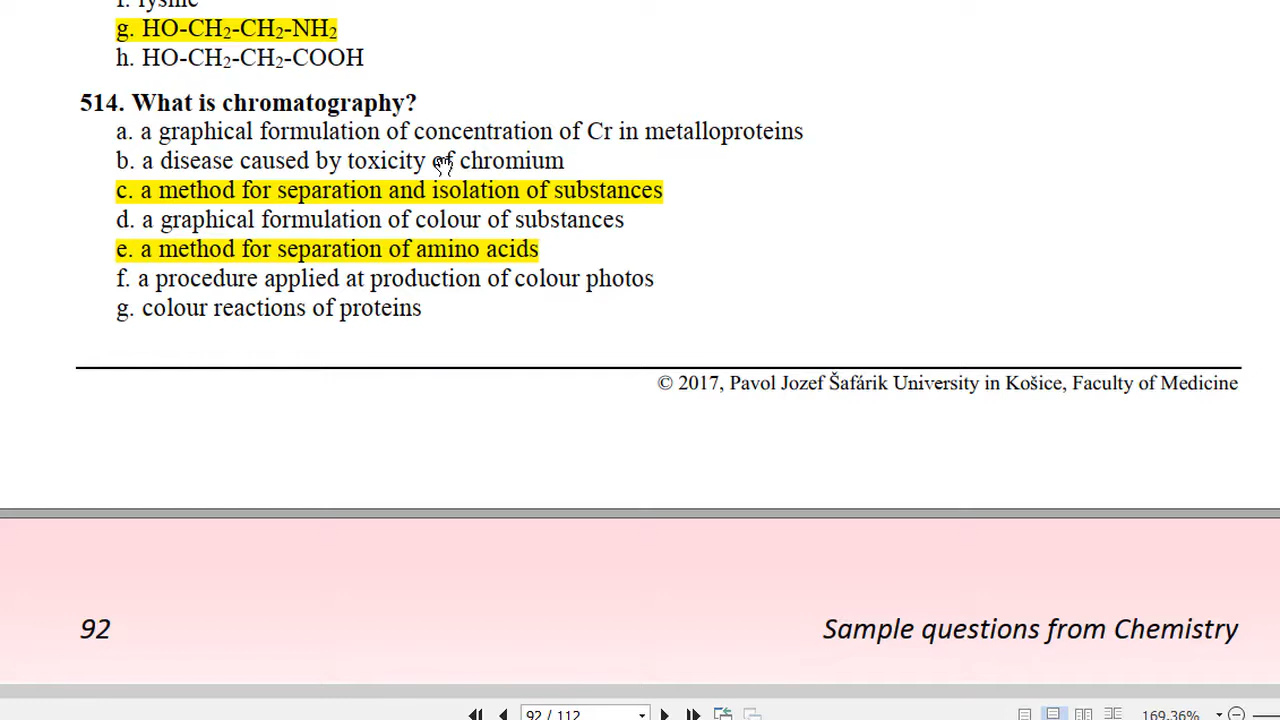 f. lysine
g. HO-CH₂-CH₂-NH₂
h. HO-CH₂-CH₂-COOH
514. What is chromatography?
a. a graphical formulation of concentration of Cr in metalloproteins
b. a disease caused by toxicity of chromium
c. a method for separation and isolation of substances
d. a graphical formulation of colour of substances
e. a method for separation of amino acids
f. a procedure applied at production of colour photos
g. colour reactions of proteins
© 2017, Pavol Jozef Šafárik University in Košice, Faculty of Medicine
92 Sample questions from Chemistry
92 / 112 169.36%